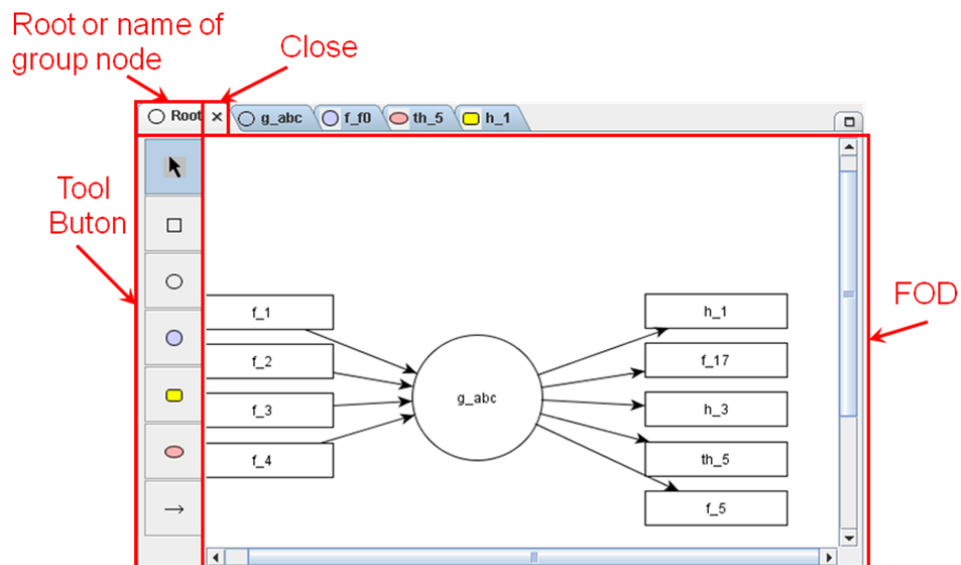 Root or name of
group node
Close
Root × g_abc f_f0 th_5 h_1
Tool
Buton
FOD
f_1
f_2
f_3
f_4
g_abc
h_1
f_17
h_3
th_5
f_5